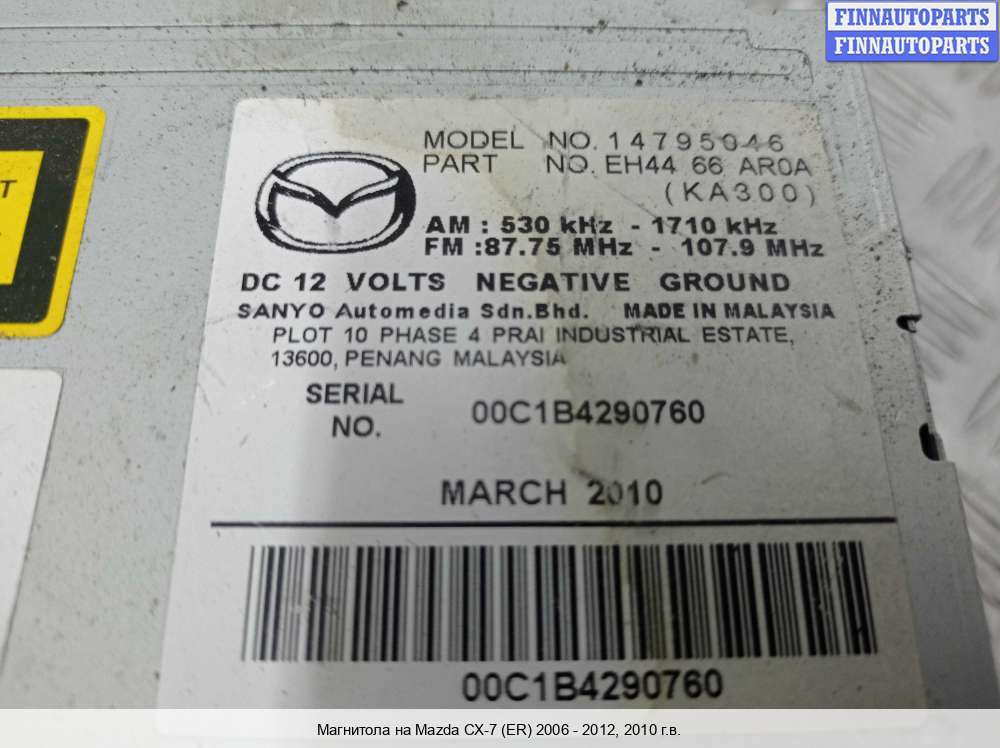 FINNAUTOPARTS
FINNAUTOPARTS
MODEL NO. 14795046
PART NO. EH44 66 AR0A
(KA300)
AM : 530 kHz - 1710 kHz
FM :87.75 MHz - 107.9 MHz
DC 12 VOLTS NEGATIVE GROUND
SANYO Automedia Sdn.Bhd. MADE IN MALAYSIA
PLOT 10 PHASE 4 PRAI INDUSTRIAL ESTATE,
13600, PENANG MALAYSIA
SERIAL
NO.
00C1B4290760
MARCH 2010
00C1B4290760
Магнитола на Mazda CX-7 (ER) 2006 - 2012, 2010 г.в.